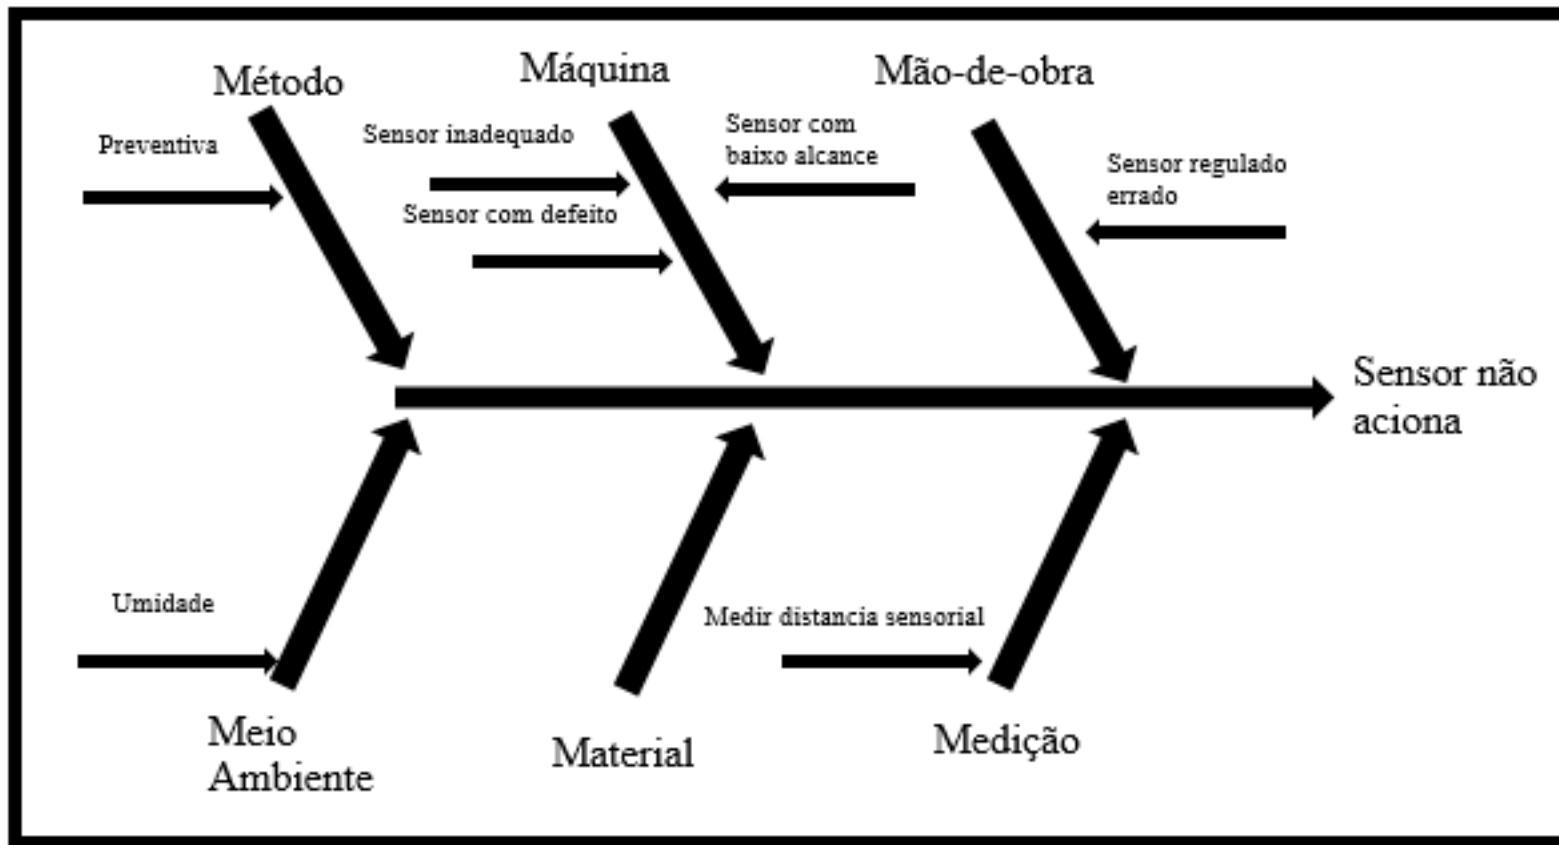 Método
Máquina
Mão-de-obra
Preventiva
Sensor inadequado
Sensor com
baixo alcance
Sensor com defeito
Sensor regulado
errado
Sensor não
aciona
Umidade
Medir distancia sensorial
Meio
Ambiente
Material
Medição